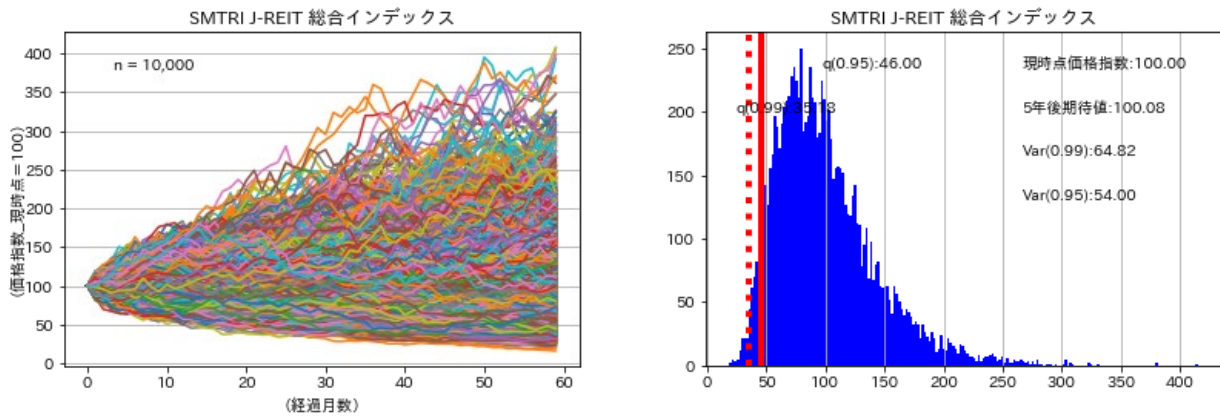 SMTRI J-REIT 総合インデックス
n = 10,000
400
350
300
250
200
150
100
50
0
(価格指数_現時点=100)
0 10 20 30 40 50 60
(経過月数)
SMTRI J-REIT 総合インデックス
250
200
150
100
50
0
q(0.95):46.00
q(0.99):35.18
現時点価格指数:100.00
5年後期待値:100.08
Var(0.99):64.82
Var(0.95):54.00
0 50 100 150 200 250 300 350 400